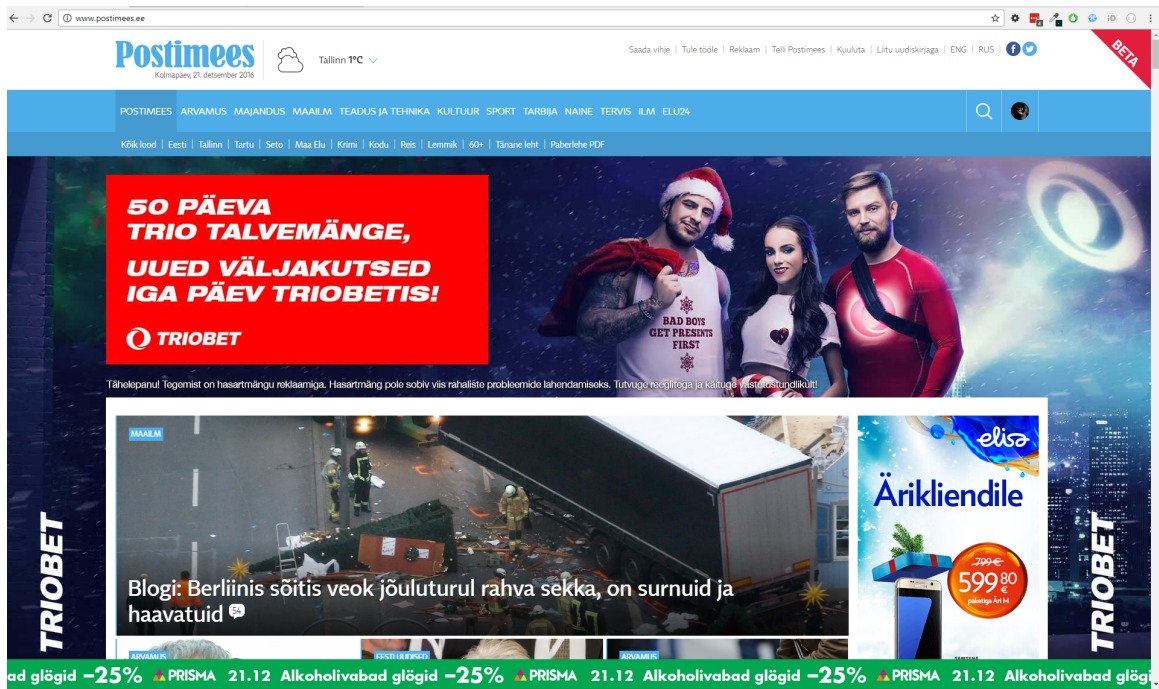 www.postimees.ee
Postimees
Kolmapäev, 21. detsember 2016
Tallinn 1°C
Saada vihje | Tule tööle | Reklaam | Telli Postimees | Kuuluta | Liitu uudiskirjaga | ENG | RUS |
BETA
POSTIMEES ARVAMUS MAJANDUS MAAILM TEADUS JA TEHNIKA KULTUUR SPORT TARBIJA NAINE TERVIS ILM ELU24
Kõik lood | Eesti | Tallinn | Tartu | Seto | Maa Elu | Krimi | Kodu | Reis | Lemmik | 60+ | Tänane leht | Paberlehe PDF
50 PÄEVA
TRIO TALVEMÄNGE,
UUED VÄLJAKUTSED
IGA PÄEV TRIOBETIS!
TRIOBET
BAD BOYS
GET PRESENTS
FIRST
Tähelepanu! Tegemist on hasartmängu reklaamiga. Hasartmäng pole sobiv viis rahaliste probleemide lahendamiseks. Tutvuge reeglitega ja käituge vastutustundlikult!
TRIOBET
MAAILM
Blogi: Berliinis sõitis veok jõuluturul rahva sekka, on surnuid ja
haavatuid 54
elisa
Ärikliendile
799 €
599 80 €
paketiga Äri M
SAMSUNG
TRIOBET
ARVAMUS
EESTI UUDISED
ARVAMUS
ad glögid –25% PRISMA 21.12 Alkoholivabad glögid –25% PRISMA 21.12 Alkoholivabad glögid –25% PRISMA 21.12 Alkoholivabad glögi